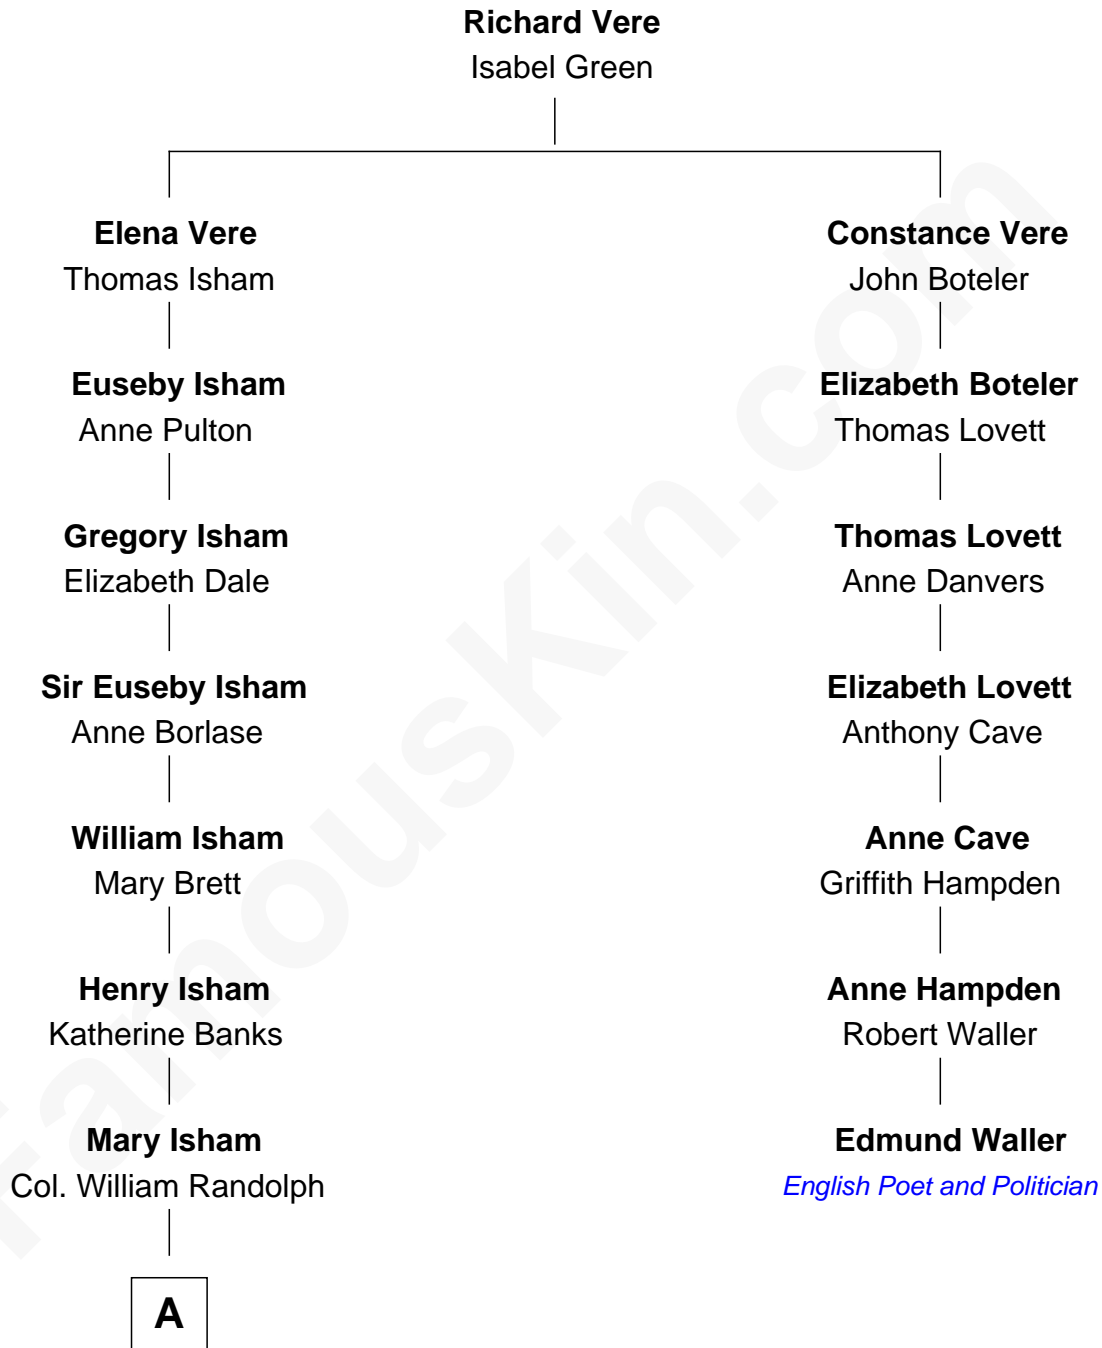 Richard Vere
Isabel Green
Elena Vere
Thomas Isham
Constance Vere
John Boteler
Euseby Isham
Anne Pulton
Elizabeth Boteler
Thomas Lovett
Gregory Isham
Elizabeth Dale
Thomas Lovett
Anne Danvers
Sir Euseby Isham
Anne Borlase
Elizabeth Lovett
Anthony Cave
William Isham
Mary Brett
Anne Cave
Griffith Hampden
Henry Isham
Katherine Banks
Anne Hampden
Robert Waller
Mary Isham
Col. William Randolph
Edmund Waller
English Poet and Politician
A
FamousKin.com